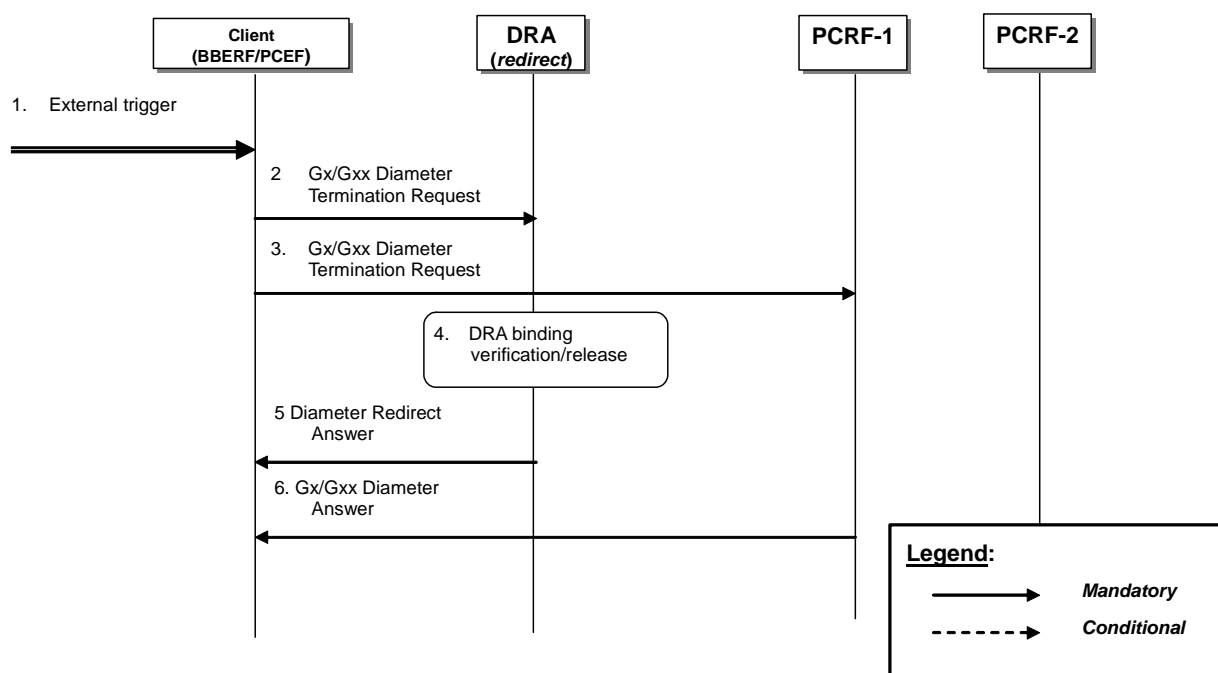 Client
(BBERF/PCEF)
DRA
(redirect)
PCRF-1
PCRF-2
1. External trigger
2 Gx/Gxx Diameter
Termination Request
3. Gx/Gxx Diameter
Termination Request
4. DRA binding
verification/release
5 Diameter Redirect
Answer
6. Gx/Gxx Diameter
Answer
Legend:
Mandatory
Conditional